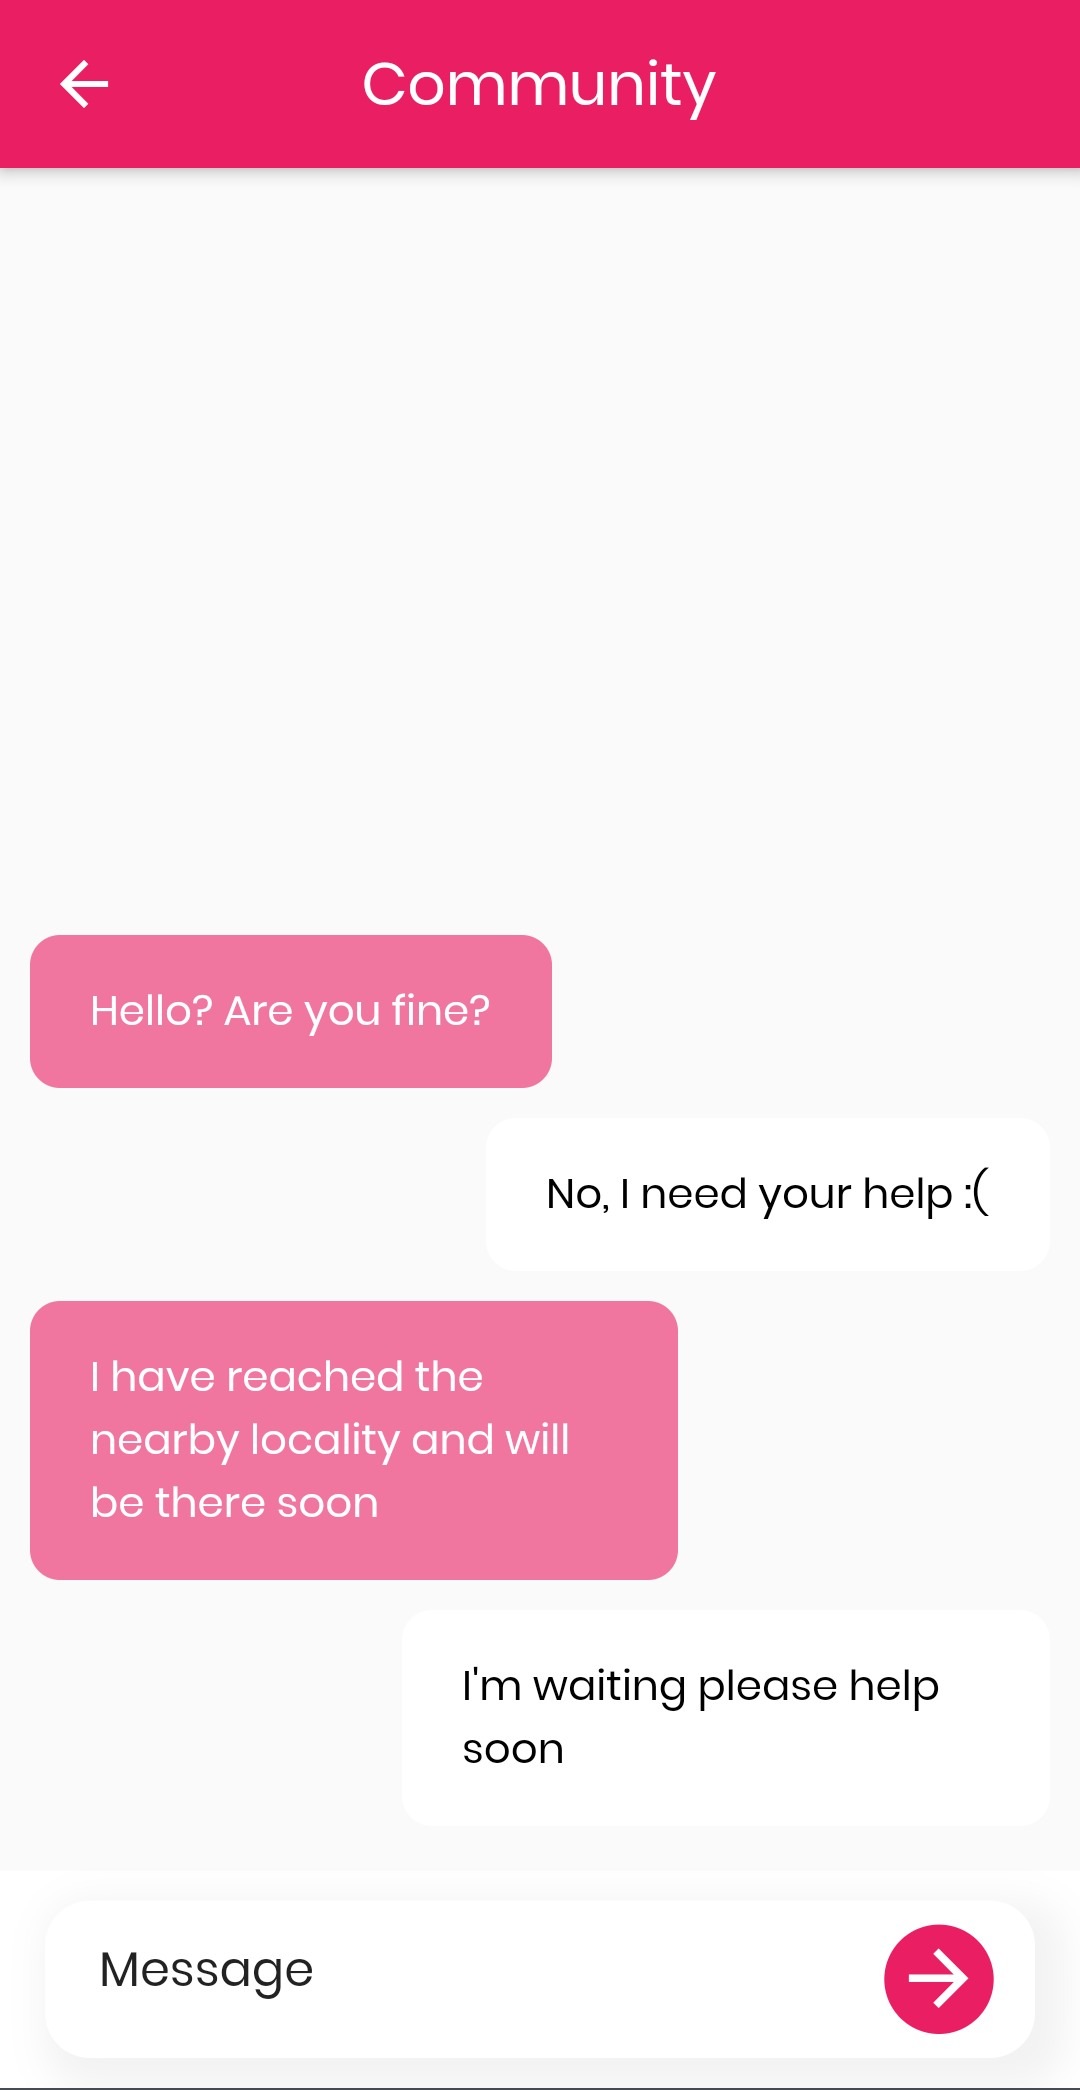 Community
Hello? Are you fine?
No, I need your help :(
I have reached the
nearby locality and will
be there soon
I'm waiting please help
soon
Message